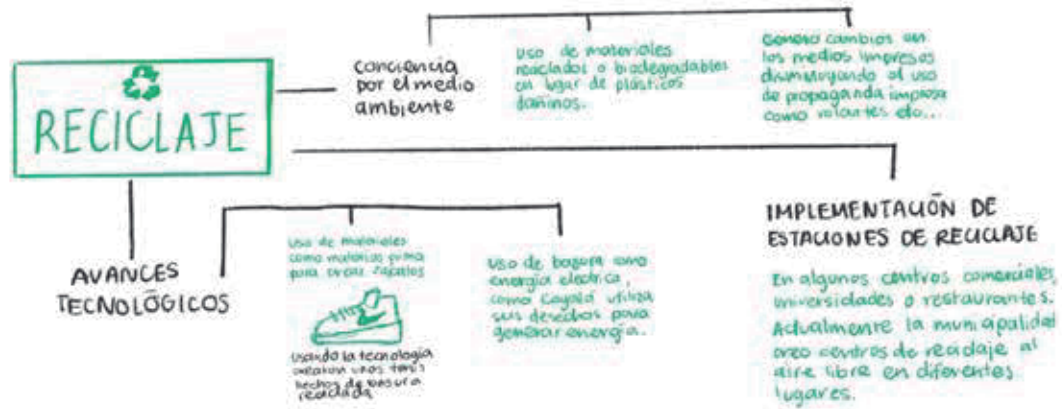 RECICLAJE
conciencia
por el medio
ambiente
Uso de materiales
reciclados o biodegradables
en lugar de plásticos
dañinos.
Genero cambios en
los medios impresos
disminuyendo el uso
de propaganda impresa
como volantes etc...
AVANCES
TECNOLÓGICOS
Uso de materiales
como materias prima
para crear zapatos
Usando la tecnología
crearon unos tenis
hechos de basura
reciclada
Uso de basura como
energía electrica,
como Cayalá utiliza
sus desechos para
generar energía.
IMPLEMENTACIÓN DE
ESTACIONES DE RECICLAJE
En algunos centros comerciales,
universidades o restaurantes.
Actualmente la municipalidad
creo centros de reciclaje al
aire libre en diferentes
lugares.